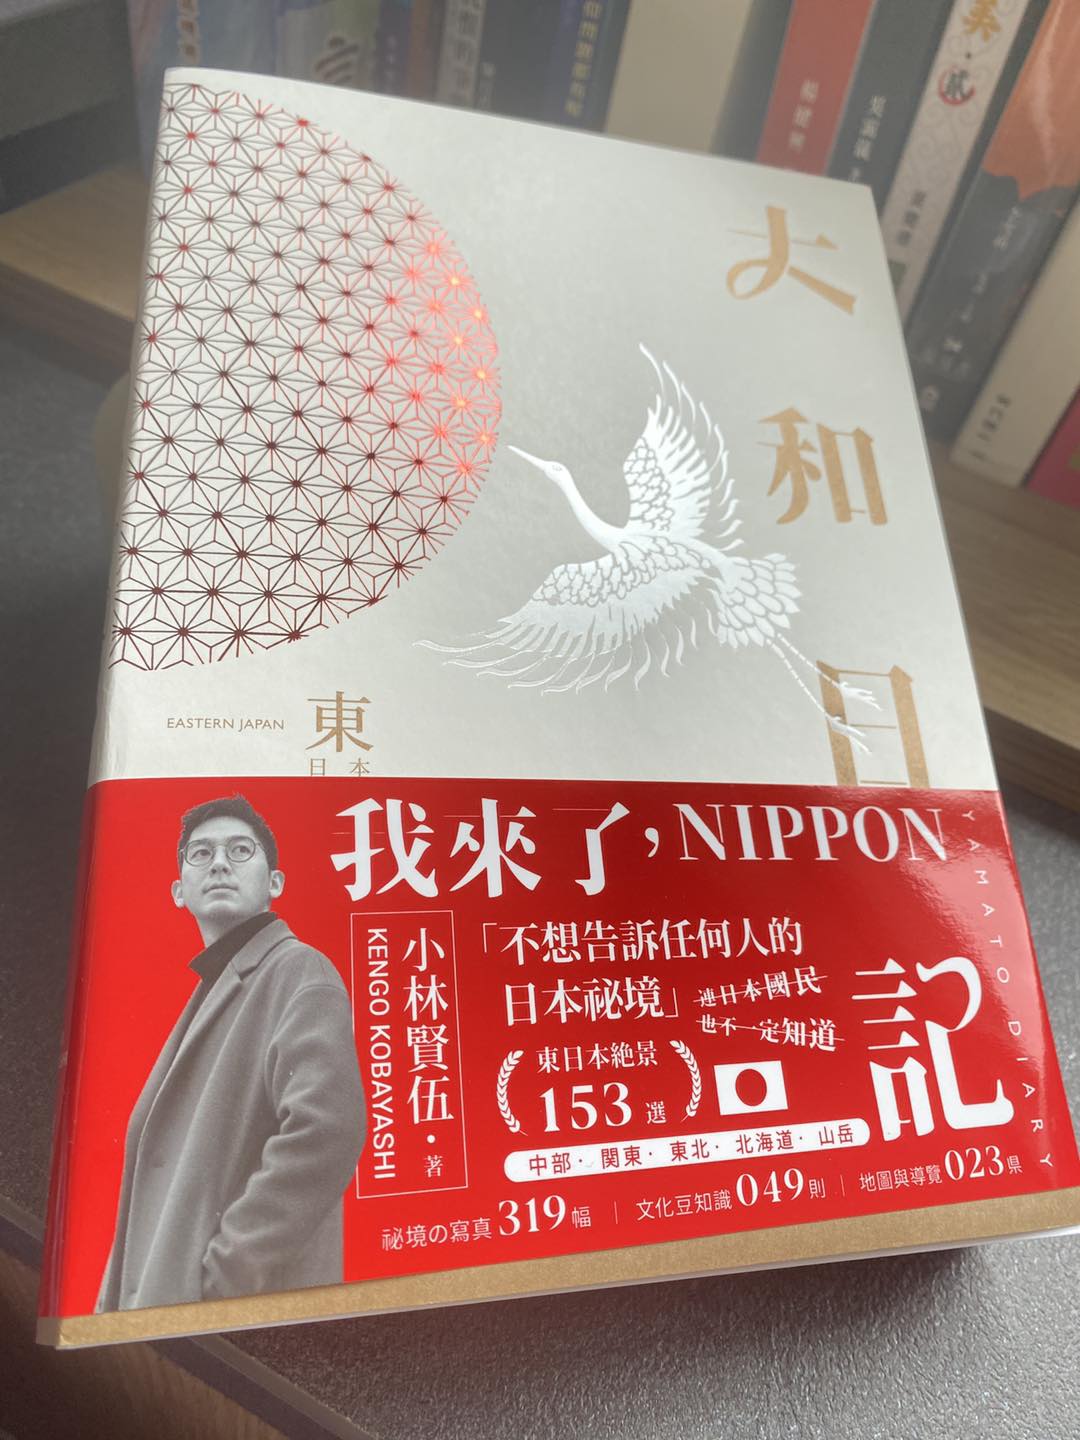 大和日記
EASTERN JAPAN
東
日本
YAMATO DIARY
我來了,NIPPON
小林賢伍・著
KENGO KOBAYASHI
「不想告訴任何人的
日本祕境」
連日本國民
也不一定知道
東日本絶景
153選
中部・関東・東北・北海道・山岳
祕境の寫真319幅｜文化豆知識049則｜地圖與導覽023県